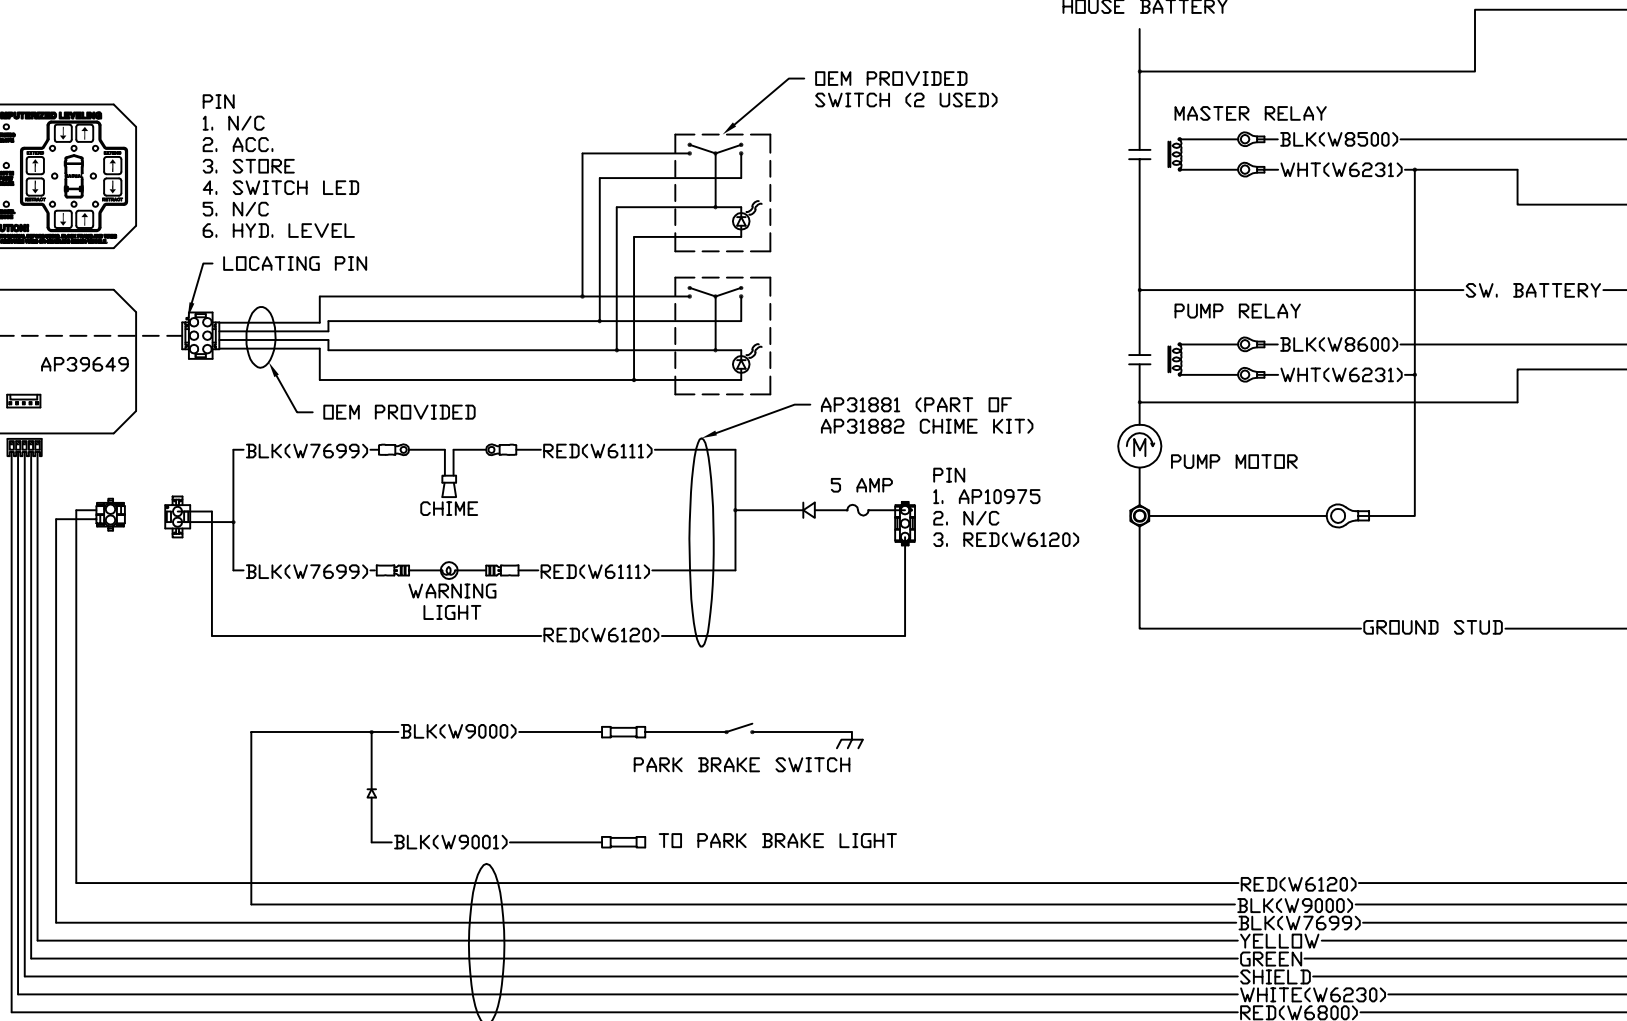 HOUSE BATTERY
OEM PROVIDED
SWITCH (2 USED)
PIN
1. N/C
2. ACC.
3. STORE
4. SWITCH LED
5. N/C
6. HYD. LEVEL
LOCATING PIN
MASTER RELAY
BLK(W8500)
WHT(W6231)
SW. BATTERY
PUMP RELAY
BLK(W8600)
WHT(W6231)
AP39649
OEM PROVIDED
AP31881 (PART OF
AP31882 CHIME KIT)
BLK(W7699)
RED(W6111)
CHIME
M
PUMP MOTOR
5 AMP
PIN
1. AP10975
2. N/C
3. RED(W6120)
BLK(W7699)
RED(W6111)
WARNING
LIGHT
RED(W6120)
GROUND STUD
BLK(W9000)
PARK BRAKE SWITCH
BLK(W9001)
TO PARK BRAKE LIGHT
RED(W6120)
BLK(W9000)
BLK(W7699)
YELLOW
GREEN
SHIELD
WHITE(W6230)
RED(W6800)